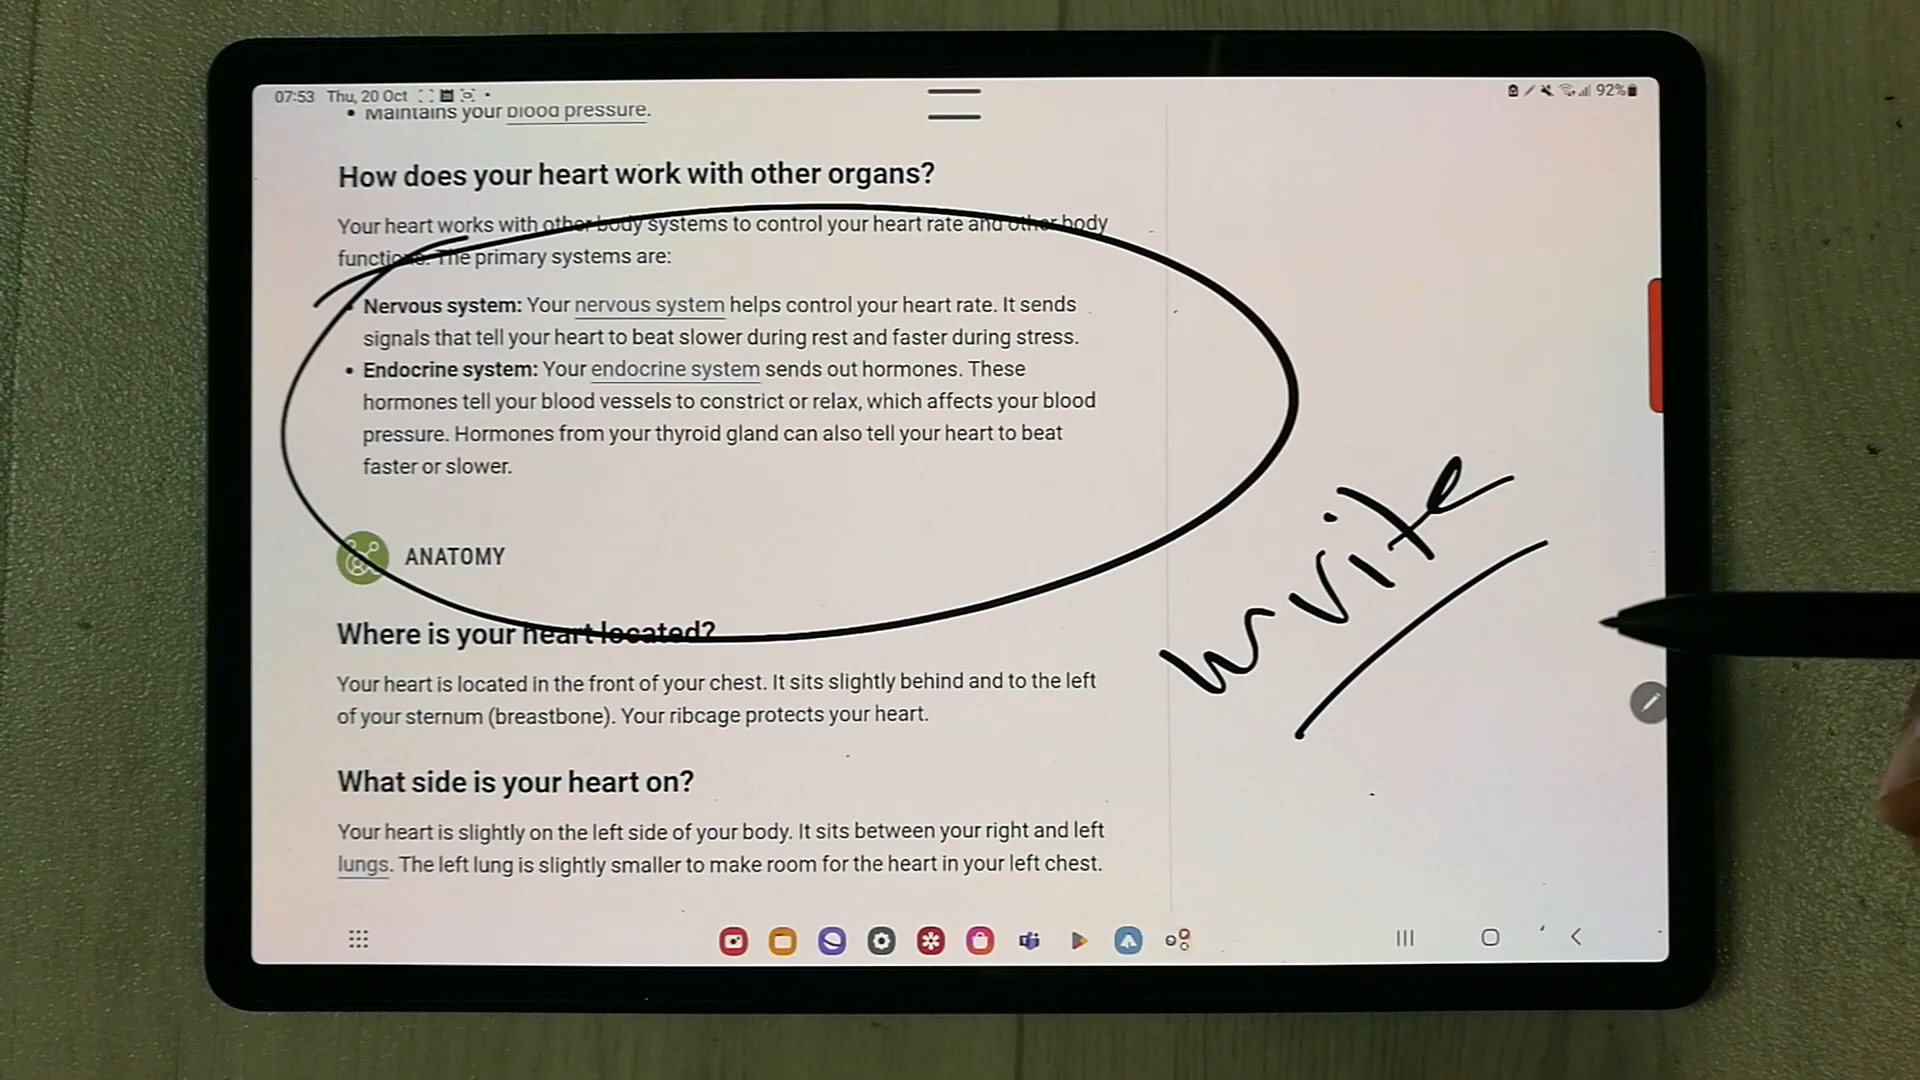 07:53 Thu, 20 Oct 92%
• Maintains your blood pressure.
How does your heart work with other organs?
Your heart works with other body systems to control your heart rate and other body
functions. The primary systems are:
• Nervous system: Your nervous system helps control your heart rate. It sends
signals that tell your heart to beat slower during rest and faster during stress.
• Endocrine system: Your endocrine system sends out hormones. These
hormones tell your blood vessels to constrict or relax, which affects your blood
pressure. Hormones from your thyroid gland can also tell your heart to beat
faster or slower.
ANATOMY
Where is your heart located?
Your heart is located in the front of your chest. It sits slightly behind and to the left
of your sternum (breastbone). Your ribcage protects your heart.
What side is your heart on?
Your heart is slightly on the left side of your body. It sits between your right and left
lungs. The left lung is slightly smaller to make room for the heart in your left chest.
write